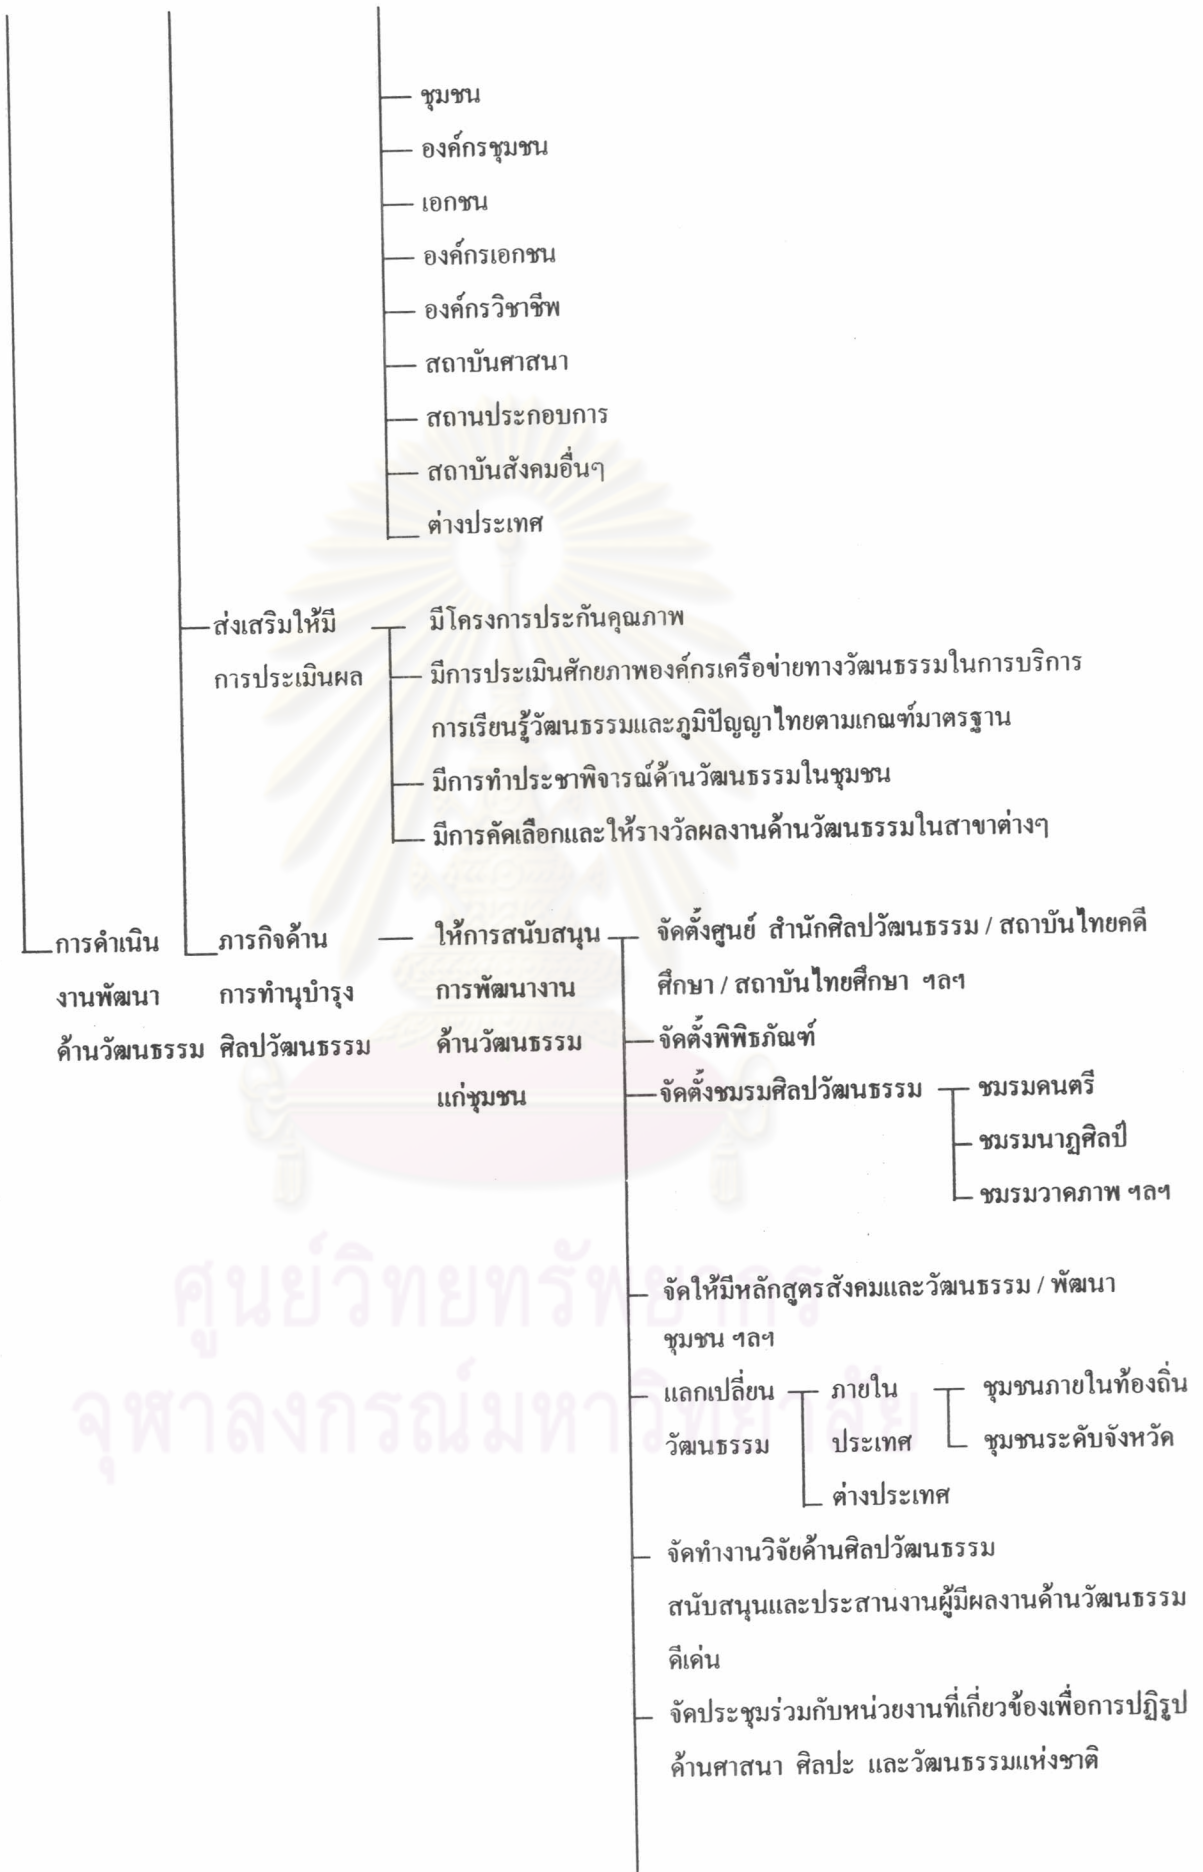 ชุมชน
องค์กรชุมชน
เอกชน
องค์กรเอกชน
องค์กรวิชาชีพ
สถาบันศาสนา
สถานประกอบการ
สถาบันสังคมอื่นๆ
ต่างประเทศ
ส่งเสริมให้มี
การประเมินผล
มีโครงการประกันคุณภาพ
มีการประเมินศักยภาพองค์กรเครือข่ายทางวัฒนธรรมในการบริการ
การเรียนรู้วัฒนธรรมและภูมิปัญญาไทยตามเกณฑ์มาตรฐาน
มีการทำประชาพิจารณ์ด้านวัฒนธรรมในชุมชน
มีการคัดเลือกและให้รางวัลผลงานด้านวัฒนธรรมในสาขาต่างๆ
การดำเนิน
งานพัฒนา
ด้านวัฒนธรรม
ภารกิจด้าน
การทำนุบำรุง
ศิลปวัฒนธรรม
ให้การสนับสนุน
การพัฒนางาน
ด้านวัฒนธรรม
แก่ชุมชน
จัดตั้งศูนย์ สำนักศิลปวัฒนธรรม / สถาบันไทยคดี
ศึกษา / สถาบันไทยศึกษา ฯลฯ
จัดตั้งพิพิธภัณฑ์
จัดตั้งชมรมศิลปวัฒนธรรม
ชมรมดนตรี
ชมรมนาฏศิลป์
ชมรมวาดภาพ ฯลฯ
จัดให้มีหลักสูตรสังคมและวัฒนธรรม / พัฒนา
ชุมชน ฯลฯ
แลกเปลี่ยน
วัฒนธรรม
ภายใน
ประเทศ
ชุมชนภายในท้องถิ่น
ชุมชนระดับจังหวัด
ต่างประเทศ
จัดทำงานวิจัยด้านศิลปวัฒนธรรม
สนับสนุนและประสานงานผู้มีผลงานด้านวัฒนธรรม
ดีเด่น
จัดประชุมร่วมกับหน่วยงานที่เกี่ยวข้องเพื่อการปฏิรูป
ด้านศาสนา ศิลปะ และวัฒนธรรมแห่งชาติ
ศูนย์วิทยทรัพยากร
จุฬาลงกรณ์มหาวิทยาลัย